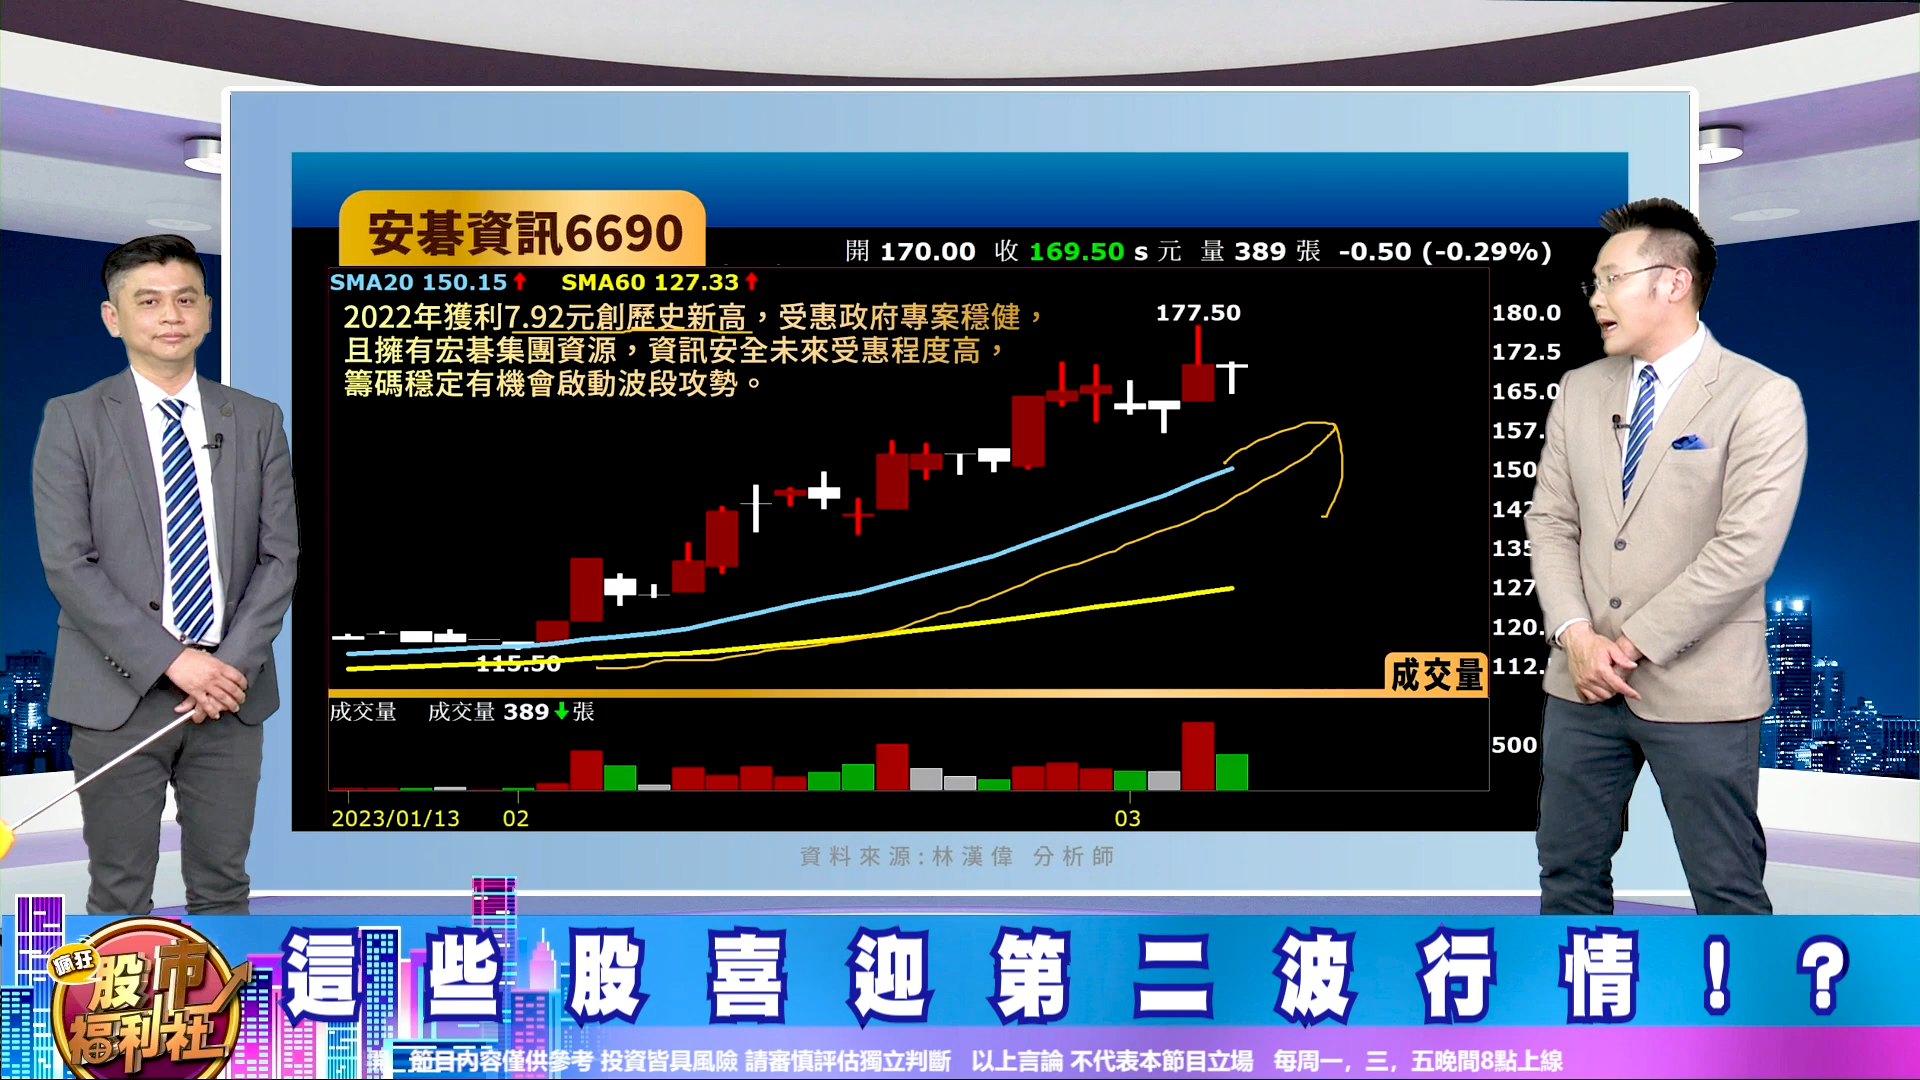 安碁資訊6690
開 170.00 收 169.50 s 元 量 389 張 -0.50 (-0.29%)
SMA20 150.15↑ SMA60 127.33↑
2022年獲利7.92元創歷史新高，受惠政府專案穩健，
且擁有宏碁集團資源，資訊安全未來受惠程度高，
籌碼穩定有機會啟動波段攻勢。
177.50
115.50
180.0
172.5
165.0
157.
150
142
135
127
120.
112.
成交量
成交量 成交量 389↓張
500
2023/01/13 02 03
資料來源:林漢偉 分析師
瘋狂
股市
福利社
這些股喜迎第二波行情!?
節目內容僅供參考 投資皆具風險 請審慎評估獨立判斷 以上言論 不代表本節目立場 每周一，三，五晚間8點上線